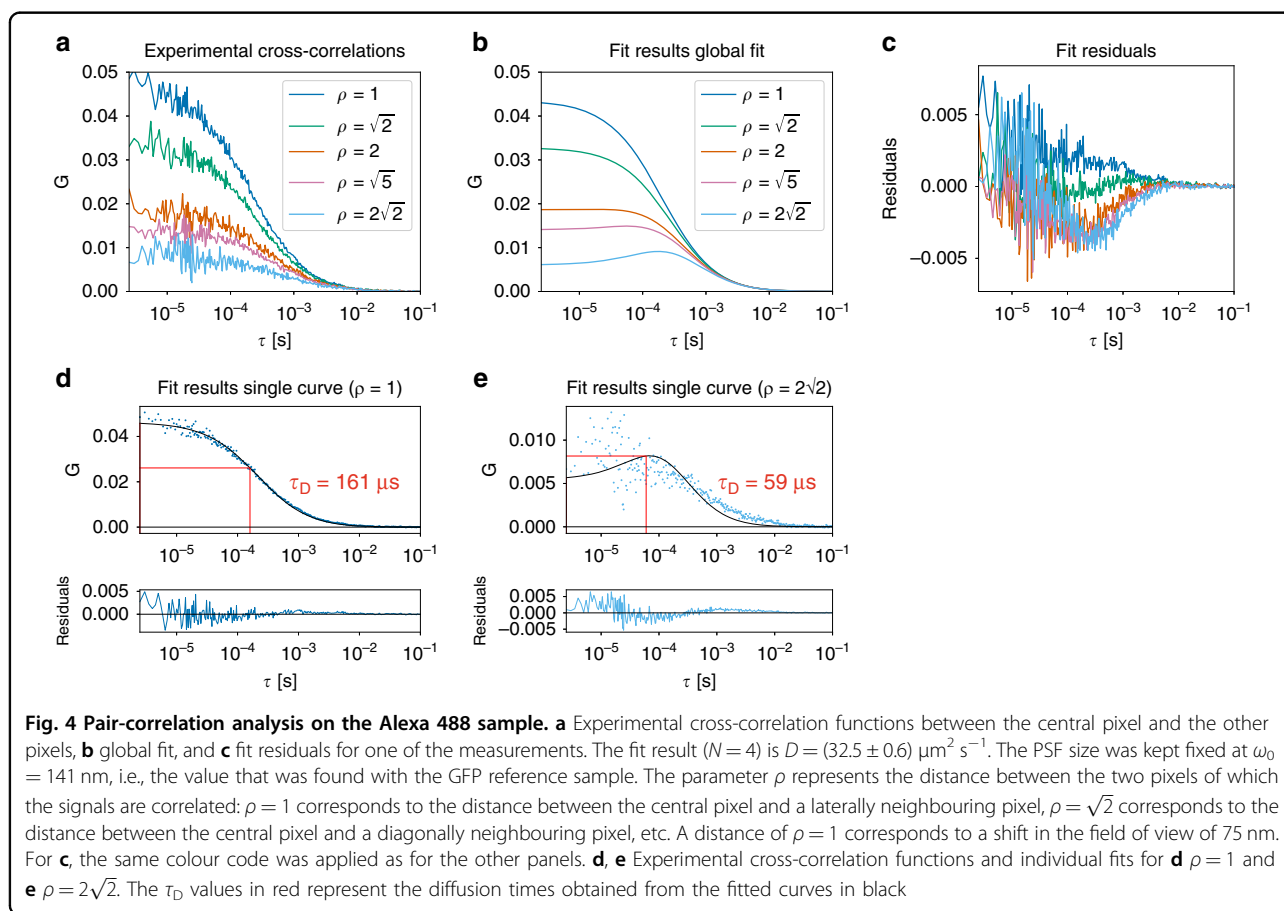 a Experimental cross-correlations
b Fit results global fit
c Fit residuals
0.05
0.04
0.03
0.02
0.01
0.00
G
ρ = 1
ρ = √2
ρ = 2
ρ = √5
ρ = 2√2
10⁻⁵ 10⁻⁴ 10⁻³ 10⁻² 10⁻¹
τ [s]
0.05
0.04
0.03
0.02
0.01
0.00
G
ρ = 1
ρ = √2
ρ = 2
ρ = √5
ρ = 2√2
10⁻⁵ 10⁻⁴ 10⁻³ 10⁻² 10⁻¹
τ [s]
0.005
0.000
−0.005
Residuals
10⁻⁵ 10⁻⁴ 10⁻³ 10⁻² 10⁻¹
τ [s]
d Fit results single curve (ρ = 1)
0.04
0.02
0.00
G
τD = 161 μs
10⁻⁵ 10⁻⁴ 10⁻³ 10⁻² 10⁻¹
0.005
0.000
Residuals
10⁻⁵ 10⁻⁴ 10⁻³ 10⁻² 10⁻¹
τ [s]
e Fit results single curve (ρ = 2√2)
0.010
0.005
0.000
G
τD = 59 μs
10⁻⁵ 10⁻⁴ 10⁻³ 10⁻² 10⁻¹
0.005
0.000
−0.005
Residuals
10⁻⁵ 10⁻⁴ 10⁻³ 10⁻² 10⁻¹
τ [s]
Fig. 4 Pair-correlation analysis on the Alexa 488 sample. a Experimental cross-correlation functions between the central pixel and the other
pixels, b global fit, and c fit residuals for one of the measurements. The fit result (N = 4) is D = (32.5 ± 0.6) μm² s⁻¹. The PSF size was kept fixed at ω₀
= 141 nm, i.e., the value that was found with the GFP reference sample. The parameter ρ represents the distance between the two pixels of which
the signals are correlated: ρ = 1 corresponds to the distance between the central pixel and a laterally neighbouring pixel, ρ = √2 corresponds to the
distance between the central pixel and a diagonally neighbouring pixel, etc. A distance of ρ = 1 corresponds to a shift in the field of view of 75 nm.
For c, the same colour code was applied as for the other panels. d, e Experimental cross-correlation functions and individual fits for d ρ = 1 and
e ρ = 2√2. The τD values in red represent the diffusion times obtained from the fitted curves in black